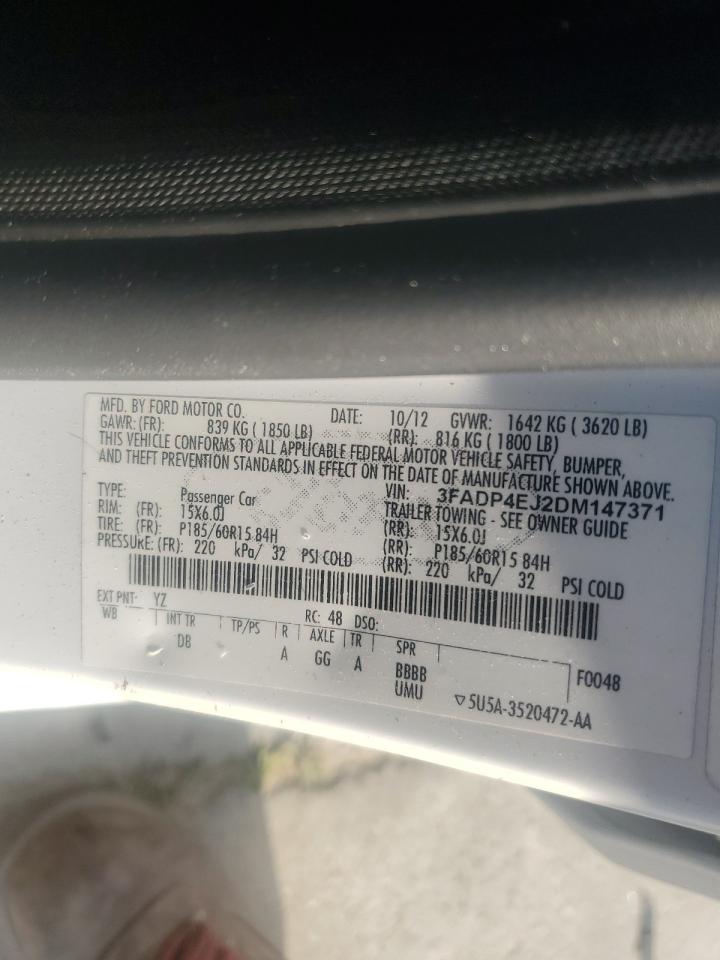 MFD. BY FORD MOTOR CO.
DATE: 10/12 GVWR: 1642 KG ( 3620 LB)
GAWR: (FR): 839 KG ( 1850 LB) (RR): 816 KG ( 1800 LB)
THIS VEHICLE CONFORMS TO ALL APPLICABLE FEDERAL MOTOR VEHICLE SAFETY, BUMPER,
AND THEFT PREVENTION STANDARDS IN EFFECT ON THE DATE OF MANUFACTURE SHOWN ABOVE.
VIN: 3FADP4EJ2DM147371
TYPE: Passenger Car TRAILER TOWING - SEE OWNER GUIDE
RIM: (FR): 15X6.0J (RR): 15X6.0J
TIRE: (FR): P185/60R15 84H (RR): P185/60R15 84H
PRESSURE: (FR): 220 kPa/ 32 PSI COLD (RR): 220 kPa/ 32 PSI COLD
EXT PNT: YZ RC: 48 DSO:
WB INT TR TP/PS R AXLE TR SPR
DB A GG A BBBB F0048
UMU ▽5U5A-3520472-AA